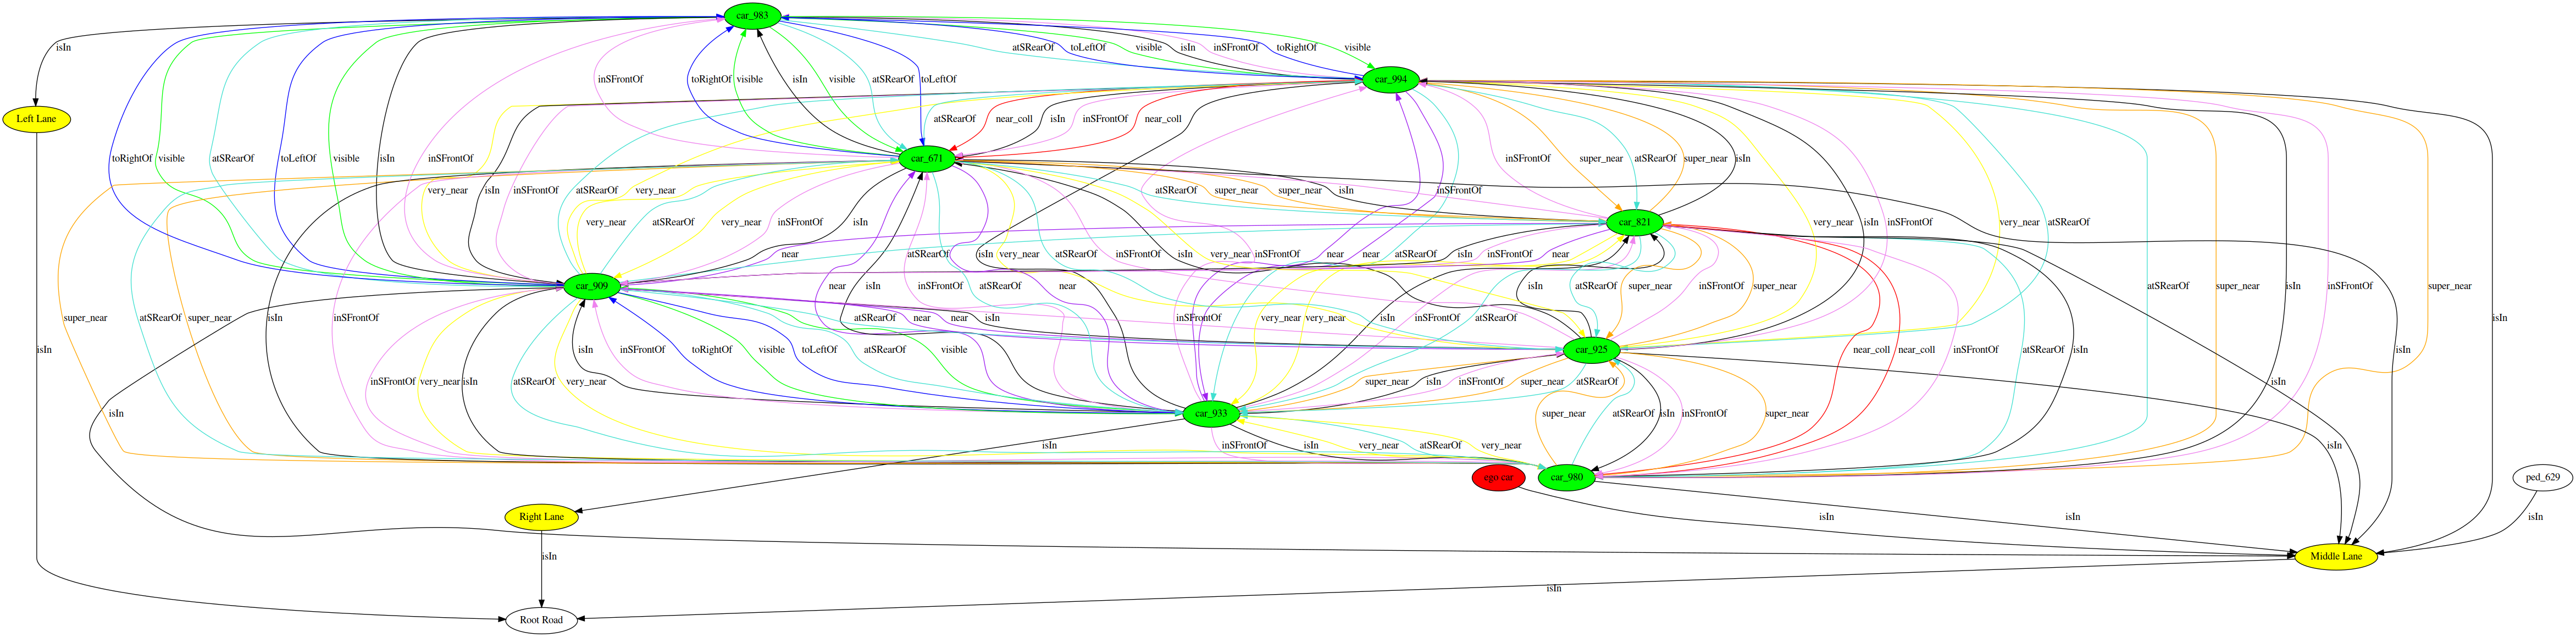 car_983
isIn atSRearOf toLeftOf visible isIn inSFrontOf toRightOf visible
inSFrontOf toRightOf visible isIn visible atSRearOf toLeftOf car_994
Left Lane atSRearOf near_coll isIn inSFrontOf near_coll
toRightOf visible atSRearOf toLeftOf visible isIn inSFrontOf car_671 inSFrontOf super_near atSRearOf super_near isIn
very_near isIn inSFrontOf atSRearOf very_near atSRearOf super_near super_near isIn inSFrontOf
very_near atSRearOf very_near inSFrontOf isIn car_821 very_near isIn inSFrontOf very_near atSRearOf
near atSRearOf isIn very_near atSRearOf inSFrontOf isIn very_near inSFrontOf near near atSRearOf isIn inSFrontOf near
car_909 near isIn inSFrontOf atSRearOf near isIn atSRearOf super_near inSFrontOf super_near atSRearOf super_near isIn inSFrontOf super_near
super_near atSRearOf super_near isIn inSFrontOf atSRearOf near near isIn inSFrontOf very_near very_near isIn inSFrontOf atSRearOf isIn
isIn isIn inSFrontOf toRightOf visible toLeftOf atSRearOf visible car_925 near_coll near_coll inSFrontOf atSRearOf isIn isIn
inSFrontOf very_near isIn atSRearOf very_near super_near isIn inSFrontOf super_near atSRearOf isIn
isIn car_933 super_near atSRearOf isIn inSFrontOf super_near
isIn inSFrontOf isIn very_near atSRearOf very_near isIn
ego car car_980 ped_629
Right Lane isIn isIn isIn
isIn Middle Lane
isIn
Root Road